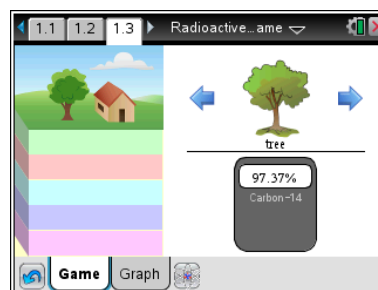 1.1 1.2 1.3 Radioactive…ame
tree
97.37%
Carbon-14
Game Graph